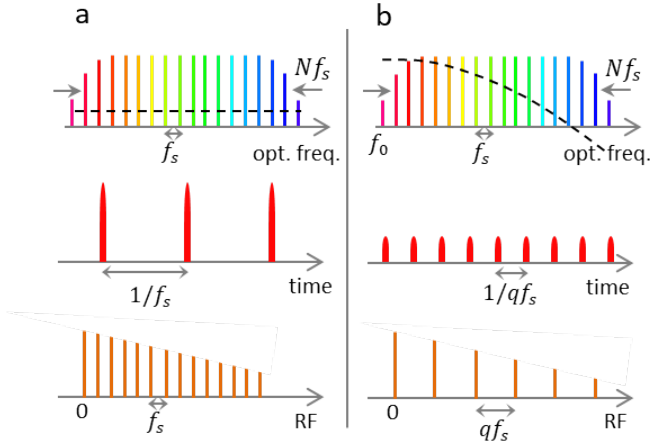 a
Nf_s
f_s
opt. freq.
1/f_s
time
0
f_s
RF
b
Nf_s
f_0
f_s
opt. freq.
1/qf_s
time
0
qf_s
RF